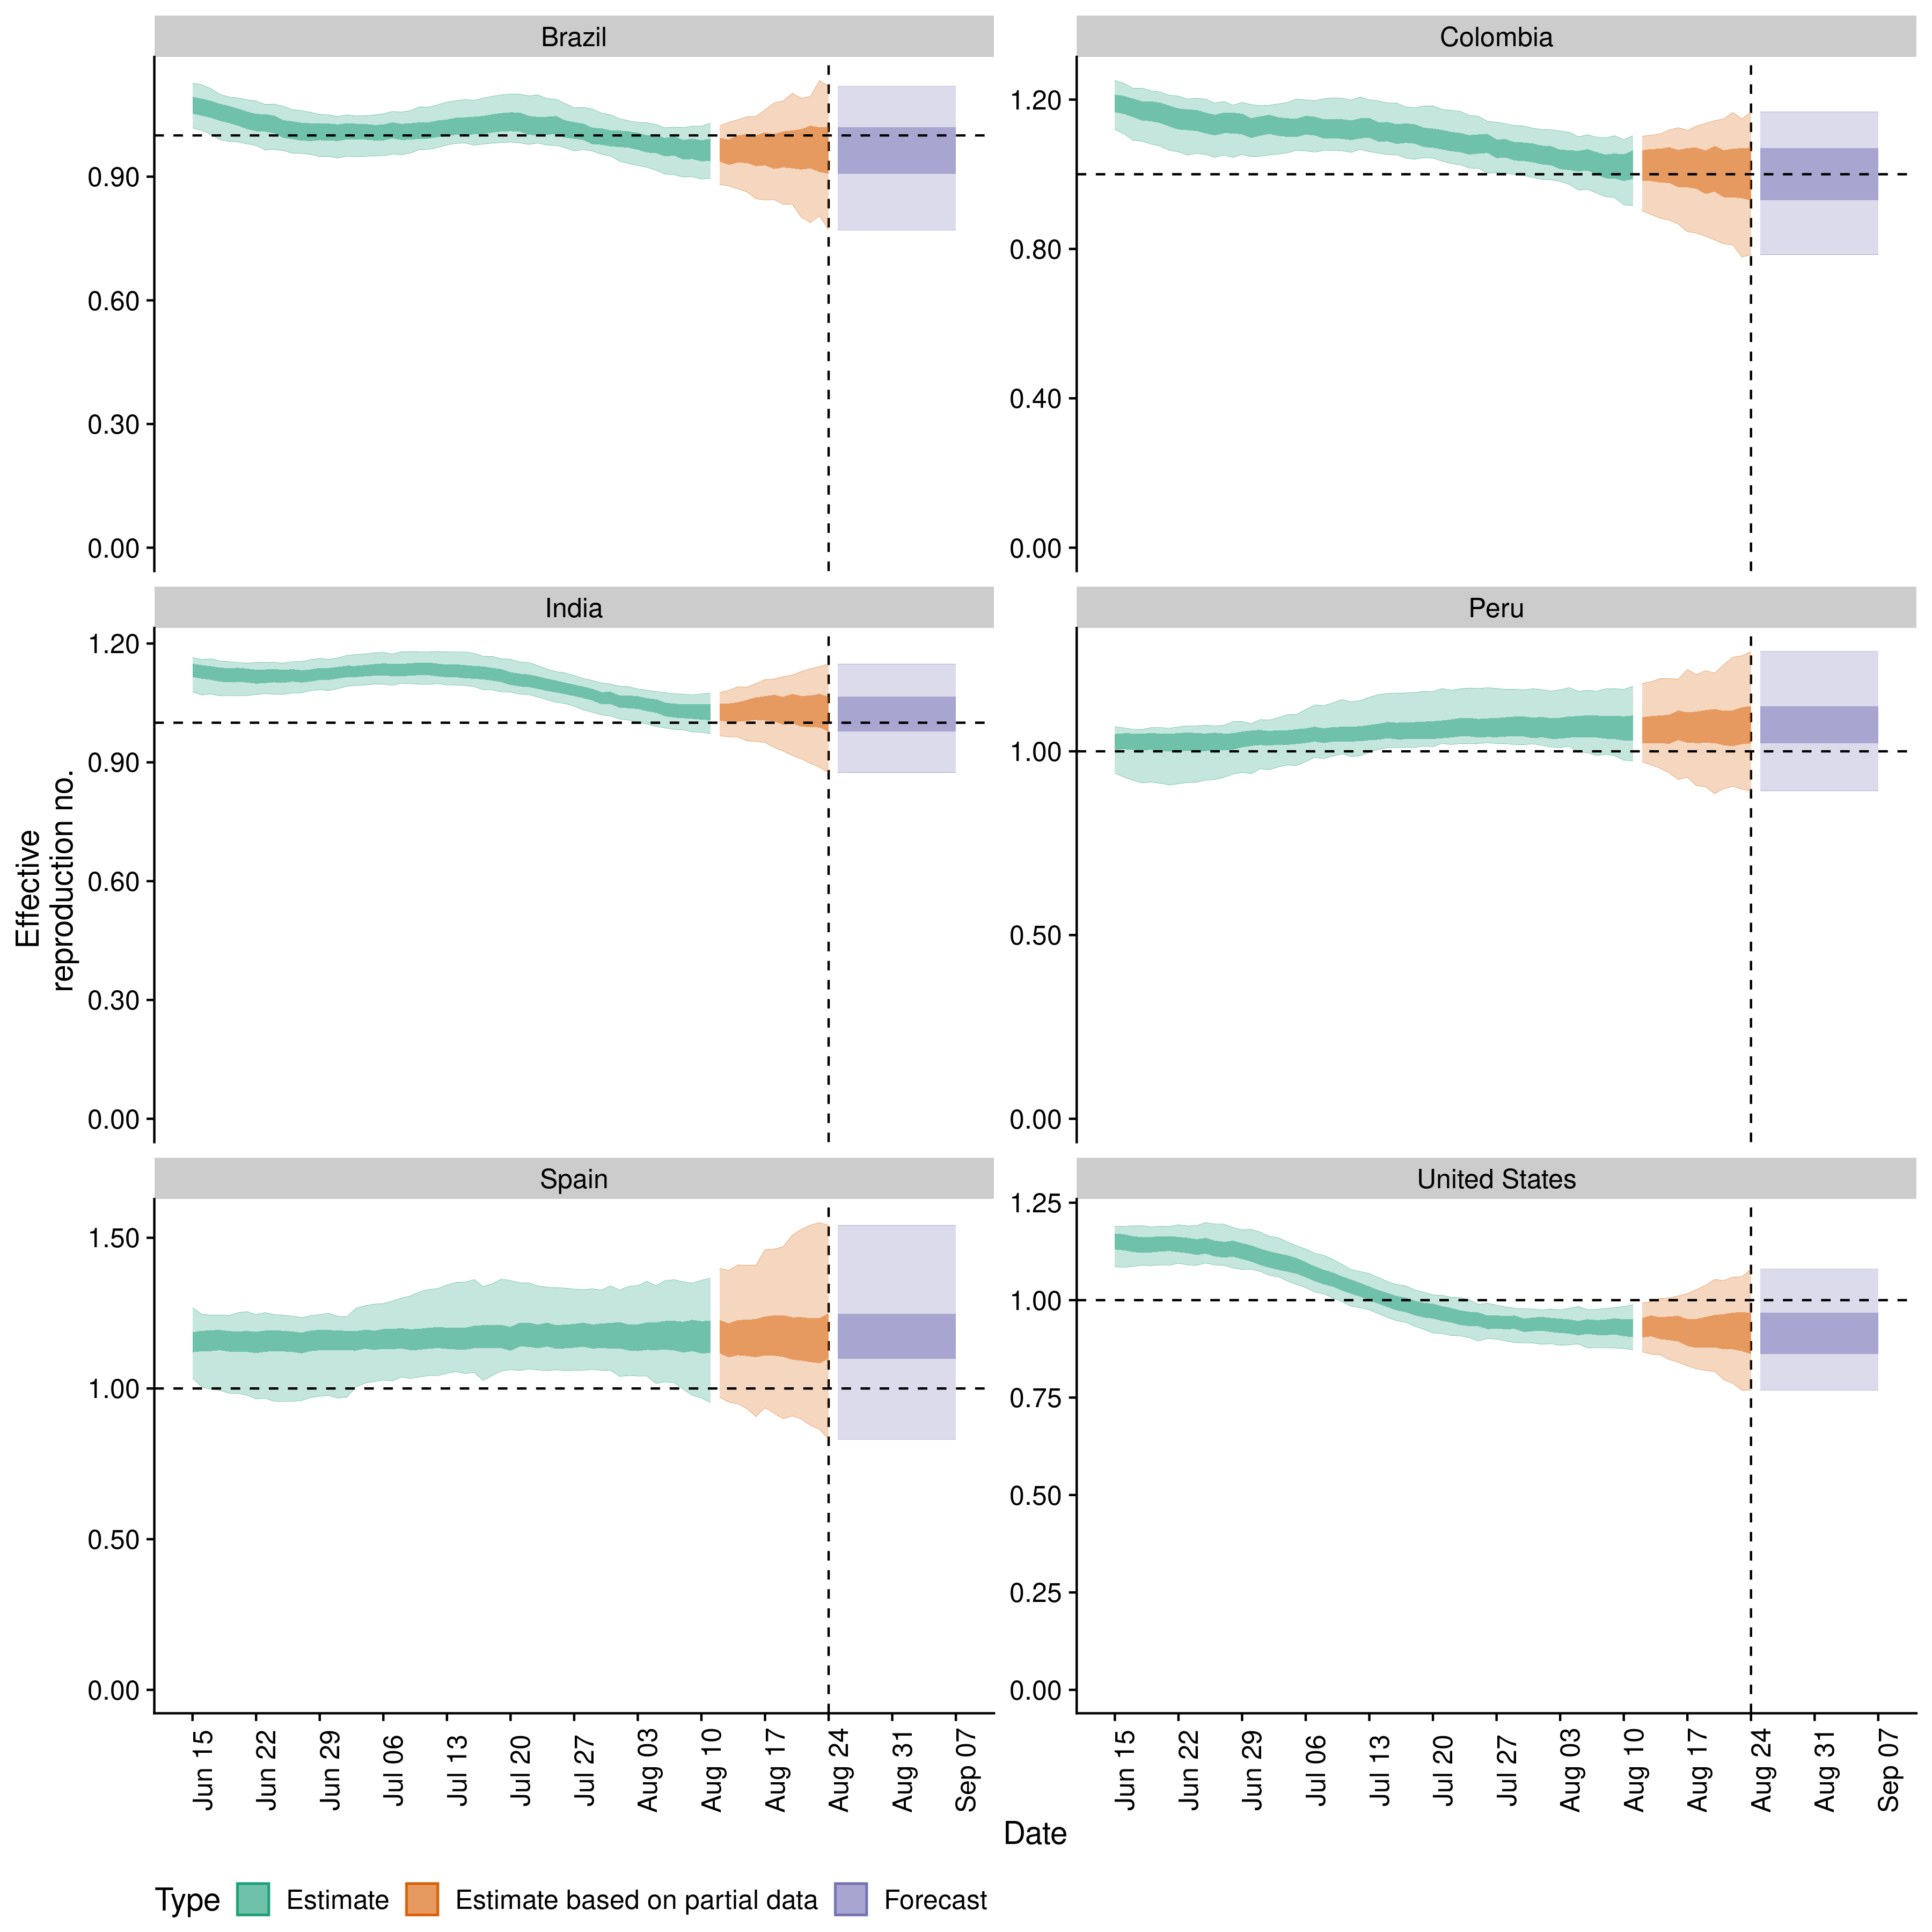 Brazil
Colombia
0.90
0.60
0.30
0.00
1.20
0.80
0.40
0.00
India
Peru
1.20
0.90
0.60
0.30
0.00
1.00
0.50
0.00
Effective
reproduction no.
Spain
United States
1.50
1.00
0.50
0.00
1.25
1.00
0.75
0.50
0.25
0.00
Jun 15
Jun 22
Jun 29
Jul 06
Jul 13
Jul 20
Jul 27
Aug 03
Aug 10
Aug 17
Aug 24
Aug 31
Sep 07
Jun 15
Jun 22
Jun 29
Jul 06
Jul 13
Jul 20
Jul 27
Aug 03
Aug 10
Aug 17
Aug 24
Aug 31
Sep 07
Date
Type Estimate Estimate based on partial data Forecast